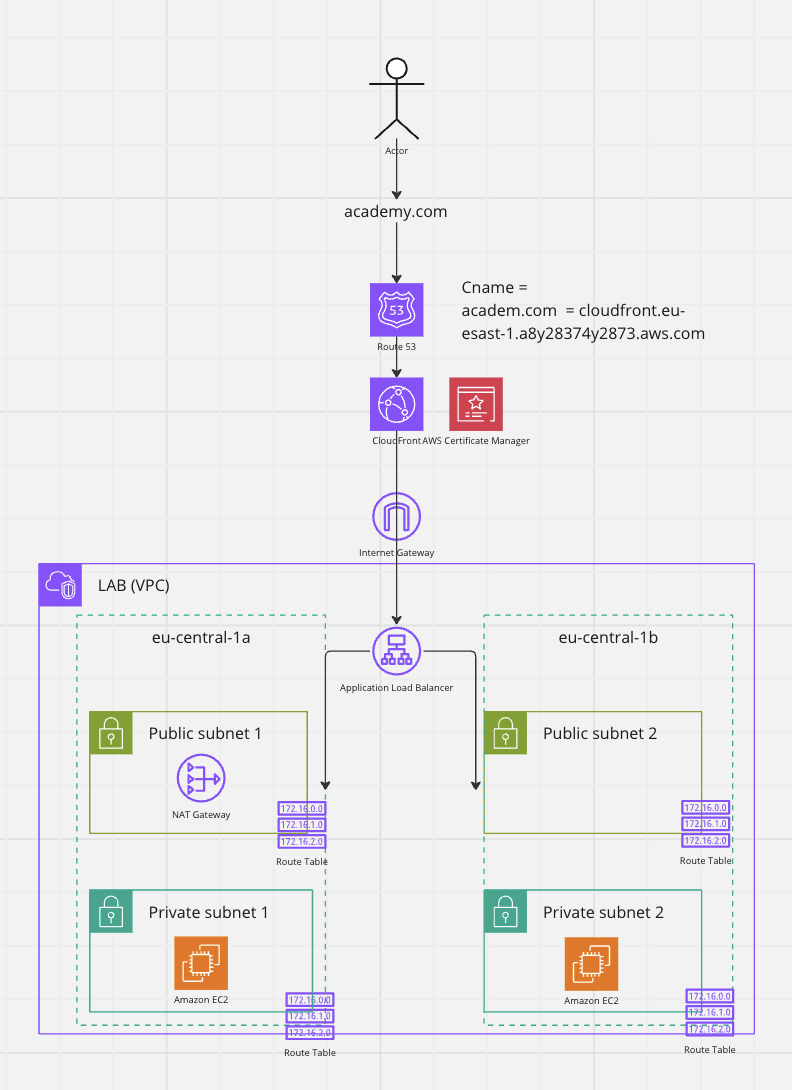 Actor
academy.com
53
Cname =
academ.com = cloudfront.eu-
esast-1.a8y28374y2873.aws.com
Route 53
CloudFront
AWS Certificate Manager
Internet Gateway
LAB (VPC)
eu-central-1a
eu-central-1b
Application Load Balancer
Public subnet 1
Public subnet 2
NAT Gateway
172.16.0.0
172.16.1.0
172.16.2.0
Route Table
172.16.0.0
172.16.1.0
172.16.2.0
Route Table
Private subnet 1
Private subnet 2
Amazon EC2
Amazon EC2
172.16.0.0
172.16.1.0
172.16.2.0
Route Table
172.16.0.0
172.16.1.0
172.16.2.0
Route Table